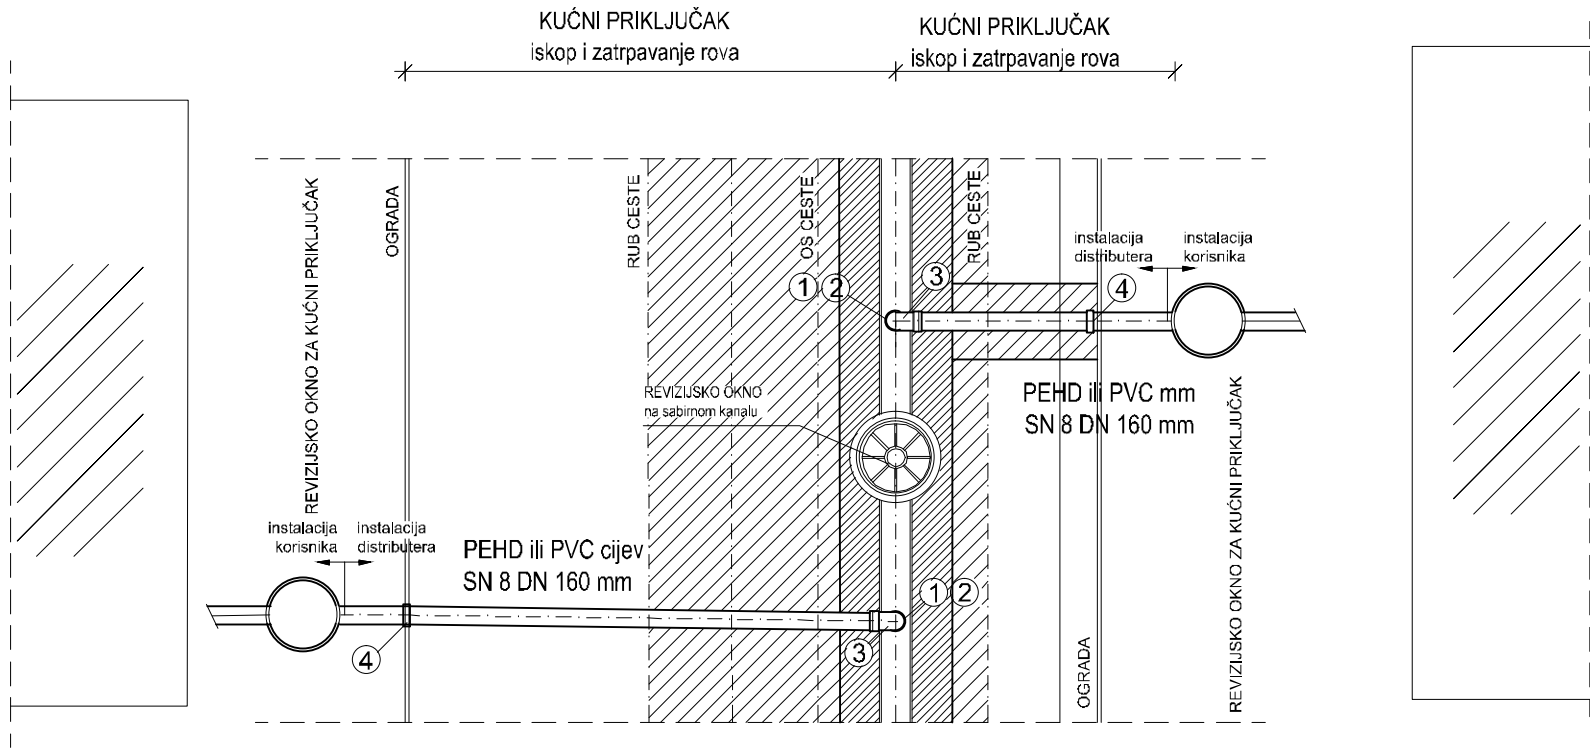 KUĆNI PRIKLJUČAK
iskop i zatrpavanje rova
KUĆNI PRIKLJUČAK
iskop i zatrpavanje rova
REVIZIJSKO OKNO ZA KUĆNI PRIKLJUČAK
OGRADA
RUB CESTE
OS CESTE
RUB CESTE
instalacija
distributera
instalacija
korisnika
1 2
3
4
REVIZIJSKO OKNO
na sabirnom kanalu
PEHD ili PVC mm
SN 8 DN 160 mm
REVIZIJSKO OKNO ZA KUĆNI PRIKLJUČAK
OGRADA
instalacija
korisnika
instalacija
distributera
PEHD ili PVC cijev
SN 8 DN 160 mm
1 2
3
4